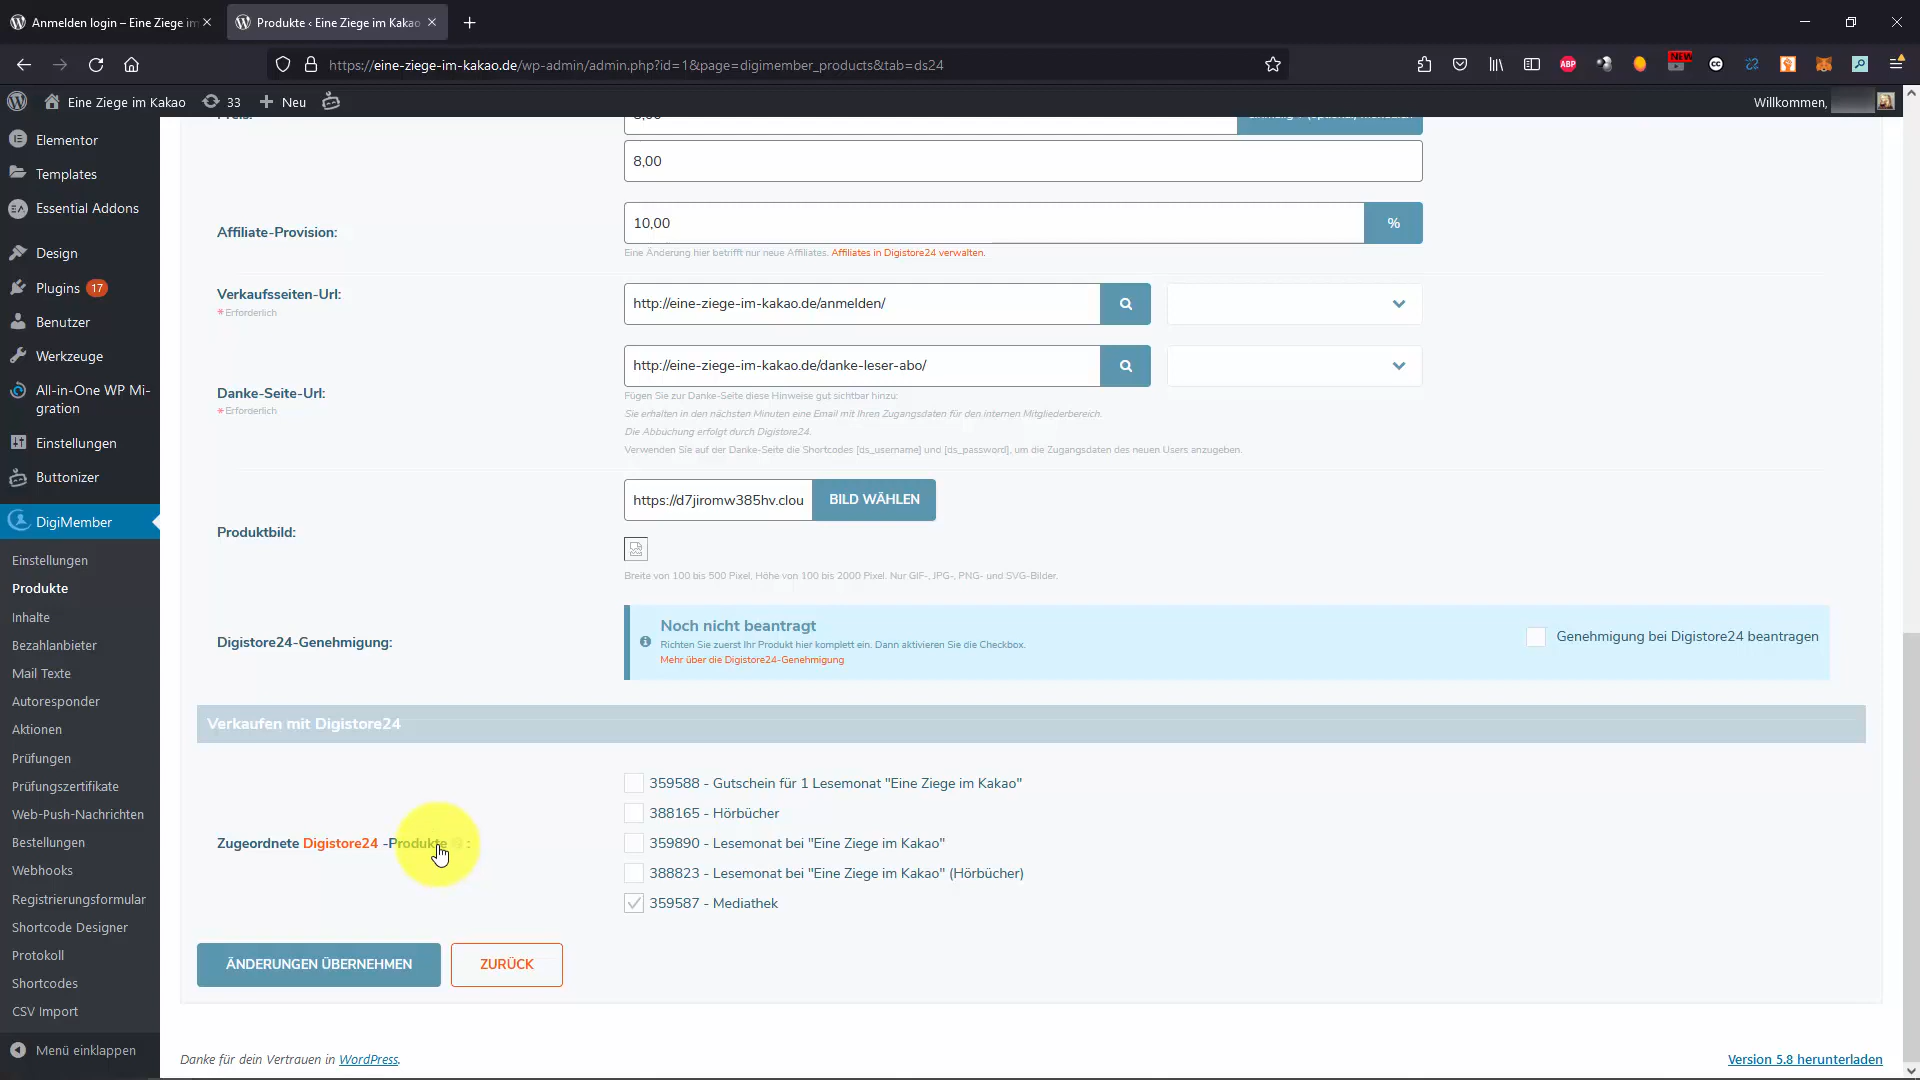 Anmelden login – Eine Ziege im
Produkte ‹ Eine Ziege im Kakao
https://eine-ziege-im-kakao.de/wp-admin/admin.php?id=1&page=digimember_products&tab=ds24
ABP
NEW
Eine Ziege im Kakao
33
Neu
Willkommen,
Elementor
Templates
Essential Addons
Design
Plugins 17
Benutzer
Werkzeuge
All-in-One WP Mi-
gration
Einstellungen
Buttonizer
DigiMember
Einstellungen
Produkte
Inhalte
Bezahlanbieter
Mail Texte
Autoresponder
Aktionen
Prüfungen
Prüfungszertifikate
Web-Push-Nachrichten
Bestellungen
Webhooks
Registrierungsformular
Shortcode Designer
Protokoll
Shortcodes
CSV Import
Menü einklappen
Preis:
8,00
Affiliate-Provision:
10,00
%
Eine Änderung hier betrifft nur neue Affiliates. Affiliates in Digistore24 verwalten.
Verkaufsseiten-Url:
*Erforderlich
http://eine-ziege-im-kakao.de/anmelden/
Danke-Seite-Url:
*Erforderlich
http://eine-ziege-im-kakao.de/danke-leser-abo/
Fügen Sie zur Danke-Seite diese Hinweise gut sichtbar hinzu:
Sie erhalten in den nächsten Minuten eine Email mit Ihren Zugangsdaten für den internen Mitgliederbereich.
Die Abbuchung erfolgt durch Digistore24.
Verwenden Sie auf der Danke-Seite die Shortcodes [ds_username] und [ds_password], um die Zugangsdaten des neuen Users anzugeben.
Produktbild:
https://d7jiromw385hv.clou
BILD WÄHLEN
Breite von 100 bis 500 Pixel, Höhe von 100 bis 2000 Pixel. Nur GIF-, JPG-, PNG- und SVG-Bilder.
Digistore24-Genehmigung:
Noch nicht beantragt
Richten Sie zuerst Ihr Produkt hier komplett ein. Dann aktivieren Sie die Checkbox.
Mehr über die Digistore24-Genehmigung
Genehmigung bei Digistore24 beantragen
Verkaufen mit Digistore24
Zugeordnete Digistore24 -Produkte :
359588 - Gutschein für 1 Lesemonat "Eine Ziege im Kakao"
388165 - Hörbücher
359890 - Lesemonat bei "Eine Ziege im Kakao"
388823 - Lesemonat bei "Eine Ziege im Kakao" (Hörbücher)
359587 - Mediathek
ÄNDERUNGEN ÜBERNEHMEN
ZURÜCK
Danke für dein Vertrauen in WordPress.
Version 5.8 herunterladen